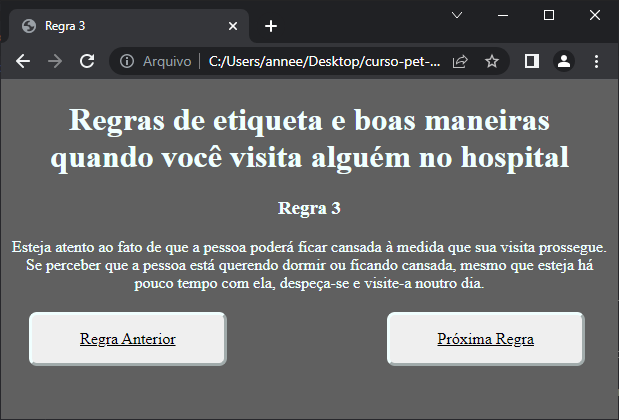 Regra 3
Arquivo
C:/Users/annee/Desktop/curso-pet-...
Regras de etiqueta e boas maneiras
quando você visita alguém no hospital
Regra 3
Esteja atento ao fato de que a pessoa poderá ficar cansada à medida que sua visita prossegue.
Se perceber que a pessoa está querendo dormir ou ficando cansada, mesmo que esteja há
pouco tempo com ela, despeça-se e visite-a noutro dia.
Regra Anterior
Próxima Regra